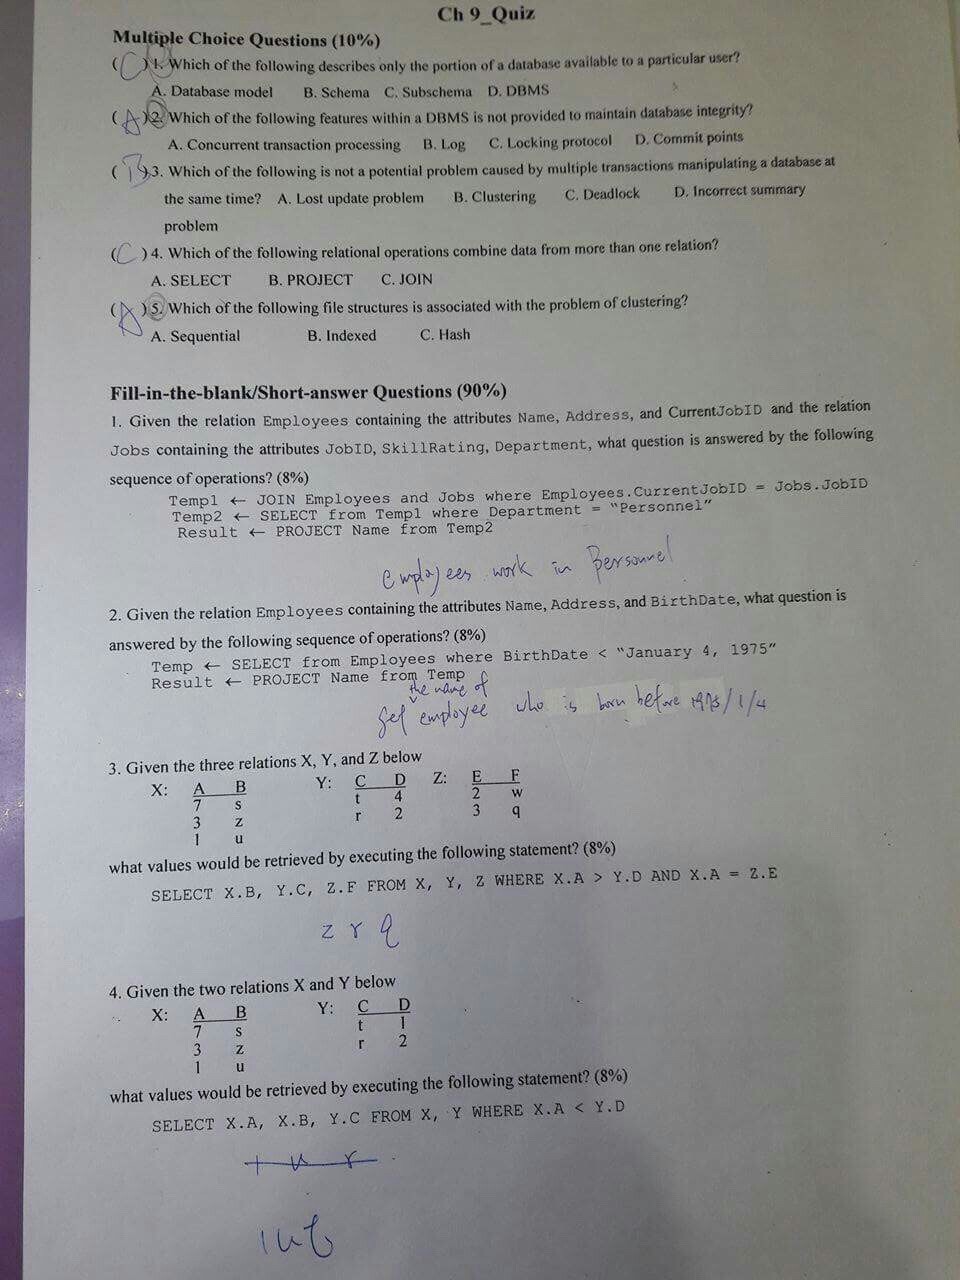 Ch 9_Quiz
Multiple Choice Questions (10%)
(C) 1. Which of the following describes only the portion of a database available to a particular user?
A. Database model B. Schema C. Subschema D. DBMS
(A) 2. Which of the following features within a DBMS is not provided to maintain database integrity?
A. Concurrent transaction processing B. Log C. Locking protocol D. Commit points
(B) 3. Which of the following is not a potential problem caused by multiple transactions manipulating a database at
the same time? A. Lost update problem B. Clustering C. Deadlock D. Incorrect summary
problem
(C) 4. Which of the following relational operations combine data from more than one relation?
A. SELECT B. PROJECT C. JOIN
(A) 5. Which of the following file structures is associated with the problem of clustering?
A. Sequential B. Indexed C. Hash
Fill-in-the-blank/Short-answer Questions (90%)
1. Given the relation Employees containing the attributes Name, Address, and CurrentJobID and the relation
Jobs containing the attributes JobID, SkillRating, Department, what question is answered by the following
sequence of operations? (8%)
Temp1 ← JOIN Employees and Jobs where Employees.CurrentJobID = Jobs.JobID
Temp2 ← SELECT from Temp1 where Department = "Personnel"
Result ← PROJECT Name from Temp2
employees work in Personnel
2. Given the relation Employees containing the attributes Name, Address, and BirthDate, what question is
answered by the following sequence of operations? (8%)
Temp ← SELECT from Employees where BirthDate < "January 4, 1975"
Result ← PROJECT Name from Temp
the name of
Get employee who is born before 1975/1/4
3. Given the three relations X, Y, and Z below
X: A B Y: C D Z: E F
7 s t 4 2 w
3 z r 2 3 q
1 u
what values would be retrieved by executing the following statement? (8%)
SELECT X.B, Y.C, Z.F FROM X, Y, Z WHERE X.A > Y.D AND X.A = Z.E
z r q
4. Given the two relations X and Y below
X: A B Y: C D
7 s t 1
3 z r 2
1 u
what values would be retrieved by executing the following statement? (8%)
SELECT X.A, X.B, Y.C FROM X, Y WHERE X.A < Y.D
1 u